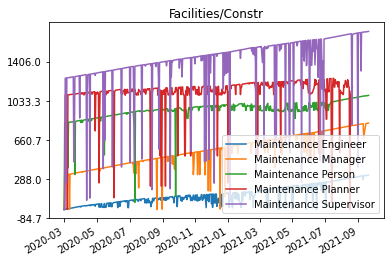 Facilities/Constr
1406.0
1033.3
660.7
288.0
-84.7
Maintenance Engineer
Maintenance Manager
Maintenance Person
Maintenance Planner
Maintenance Supervisor
2020-03
2020-05
2020-07
2020-09
2020-11
2021-01
2021-03
2021-05
2021-07
2021-09